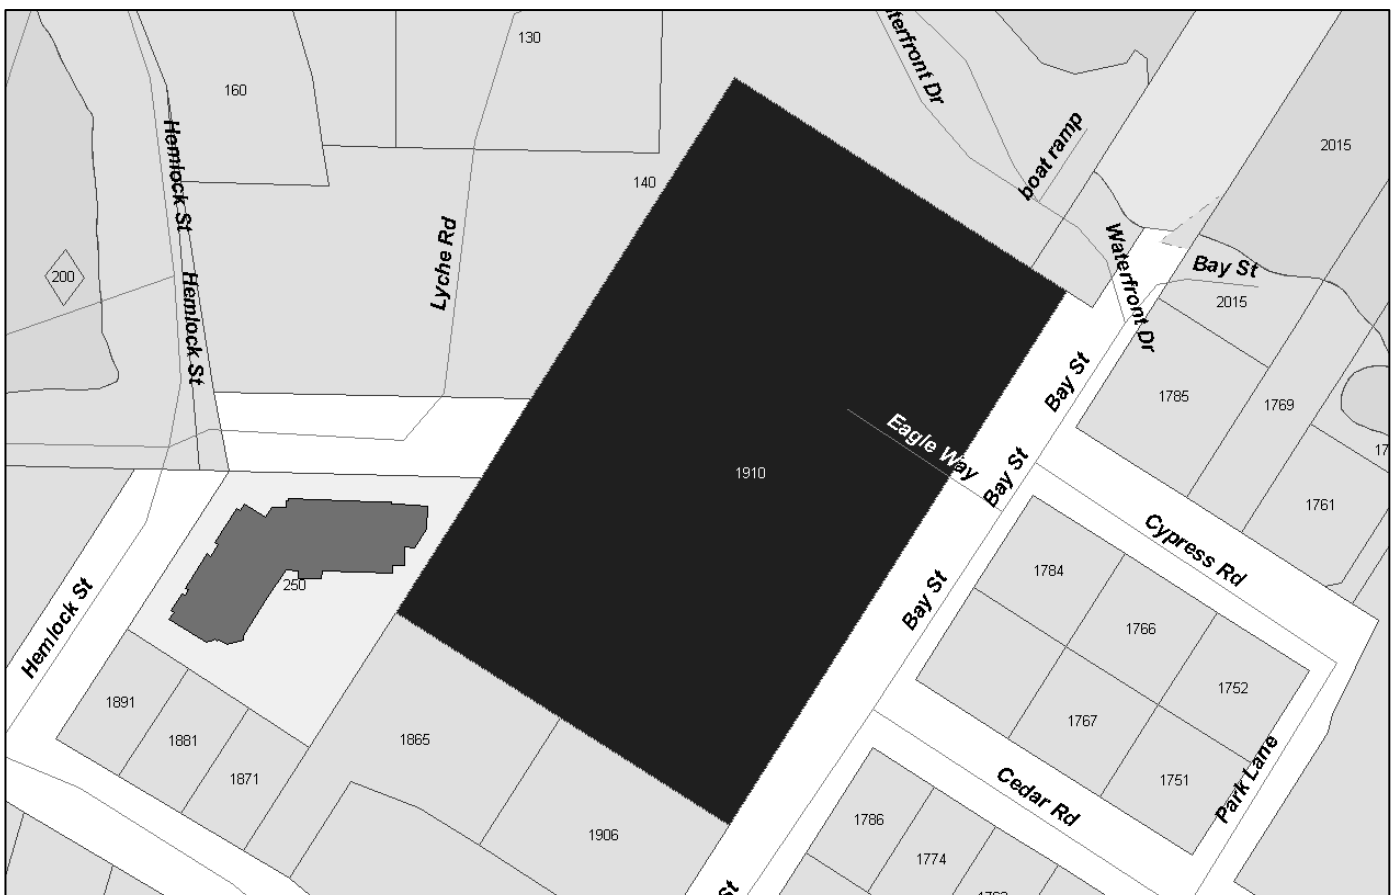 130
terfront Dr
160
boat ramp
2015
Hemlock St
140
Lyche Rd
Waterfront Dr
Bay St
200
2015
Hemlock St
Bay St
1785
1769
Eagle Way
Bay St
1910
17
1761
Cypress Rd
250
Bay St
1784
Hemlock St
1766
1752
1891
1881
1865
1767
1871
1751
Park Lane
Cedar Rd
1786
1906
1774
St